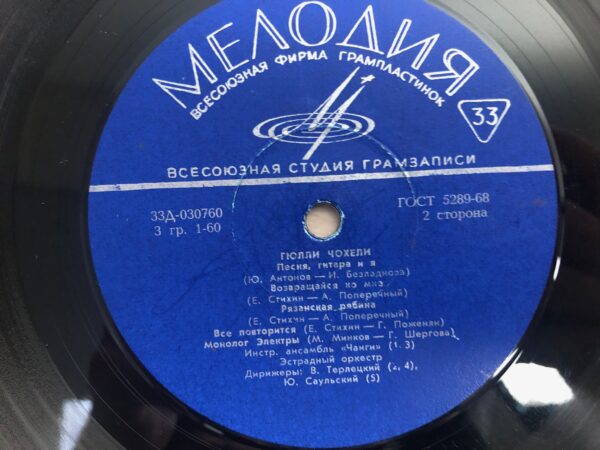 МЕЛОДИЯ
ВСЕСОЮЗНАЯ ФИРМА ГРАМПЛАСТИНОК
33
ВСЕСОЮЗНАЯ СТУДИЯ ГРАМЗАПИСИ
33Д-030760
ГОСТ 5289-68
3 гр. 1-60
2 сторона
ГЮЛЛИ ЧОХЕЛИ
Песня, гитара и я
(Ю. Антонов — И. Безладнова)
Возвращайся ко мне
(Е. Стихин — А. Поперечный)
Рязанская рябина
(Е. Стихин — А. Поперечный)
Все повторится (Е. Стихин — Г. Поженян)
Монолог Электры (М. Минков — Г. Шергова)
Инстр. ансамбль «Чанги» (1, 3)
Эстрадный оркестр
Дирижеры: В. Терлецкий (2, 4),
Ю. Саульский (5)